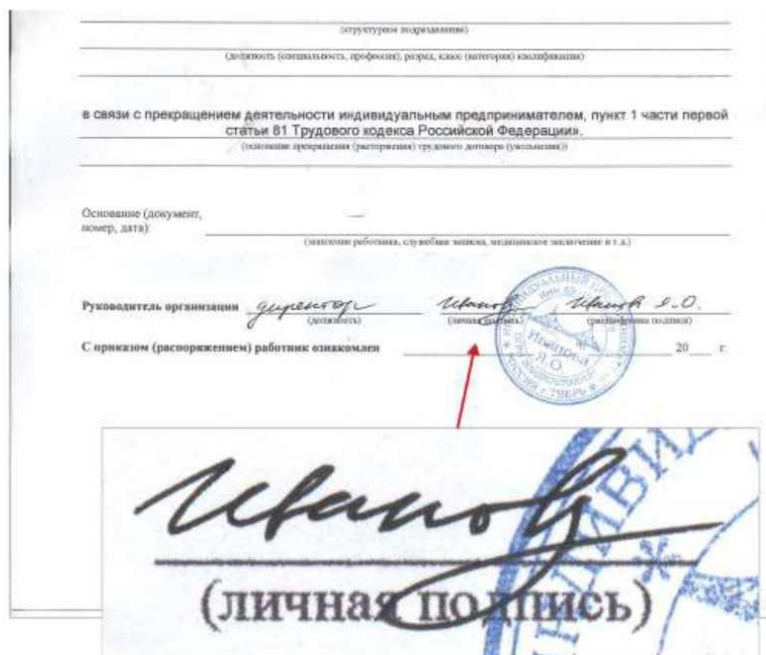 (структурное подразделение)
(должность (специальность, профессия), разряд, класс (категория) квалификации)
в связи с прекращением деятельности индивидуальным предпринимателем, пункт 1 части первой
статьи 81 Трудового кодекса Российской Федерации».
(основание прекращения (расторжения) трудового договора (увольнения))
Основание (документ,
номер, дата):
(заявление работника, служебная записка, медицинское заключение и т.д.)
Руководитель организации директор Иванов Иванов Я.О.
(должность) (личная подпись) (расшифровка подписи)
С приказом (распоряжением) работник ознакомлен 20 г.
Я.О.
РОССИЯ г. ТВЕРЬ
Иванов
(личная подпись)
ИНДИВИД